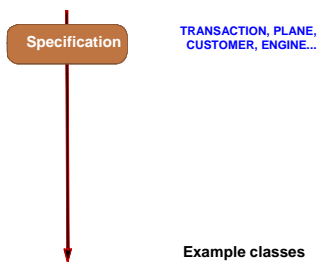 Specification
TRANSACTION, PLANE,
CUSTOMER, ENGINE...
Example classes